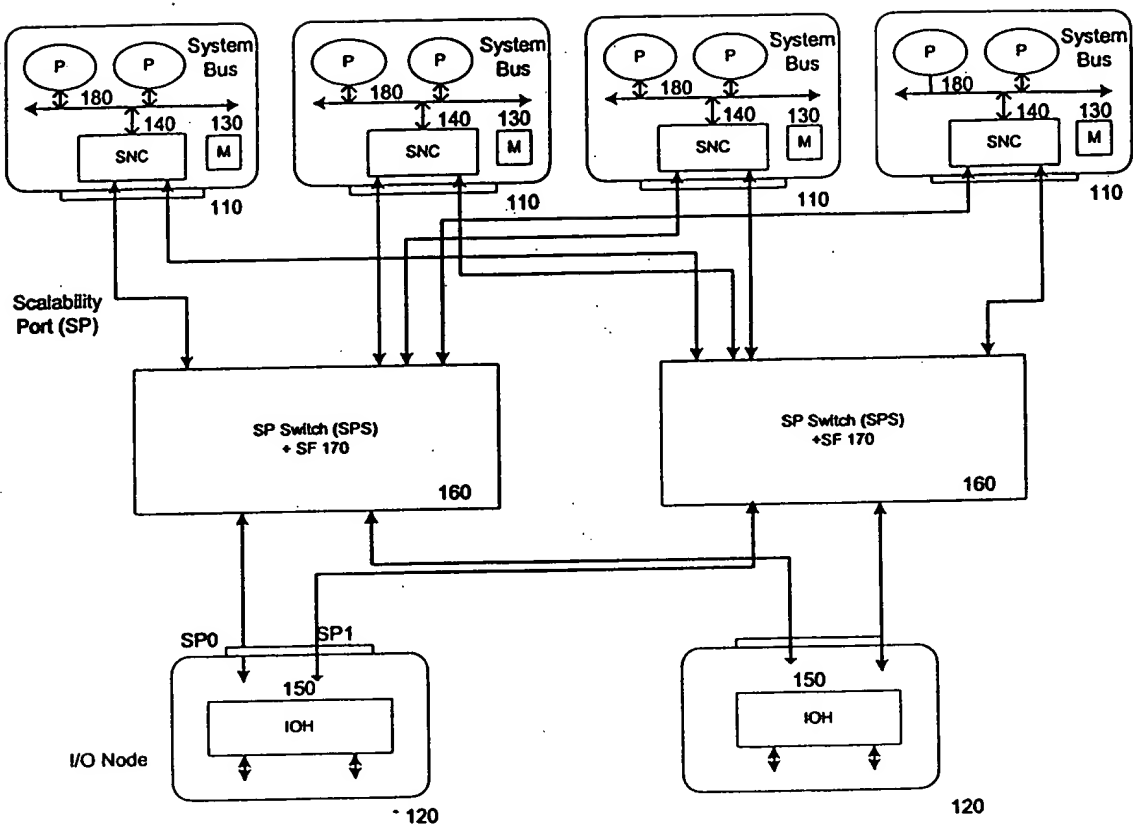 P P System Bus
180
140 130
SNC M
110
P P System Bus
180
140 130
SNC M
110
P P System Bus
180
140 130
SNC M
110
P P System Bus
180
140 130
SNC M
110
Scalability
Port (SP)
SP Switch (SPS)
+ SF 170
160
SP Switch (SPS)
+SF 170
160
SP0 SP1
150
IOH
I/O Node
120
150
IOH
120